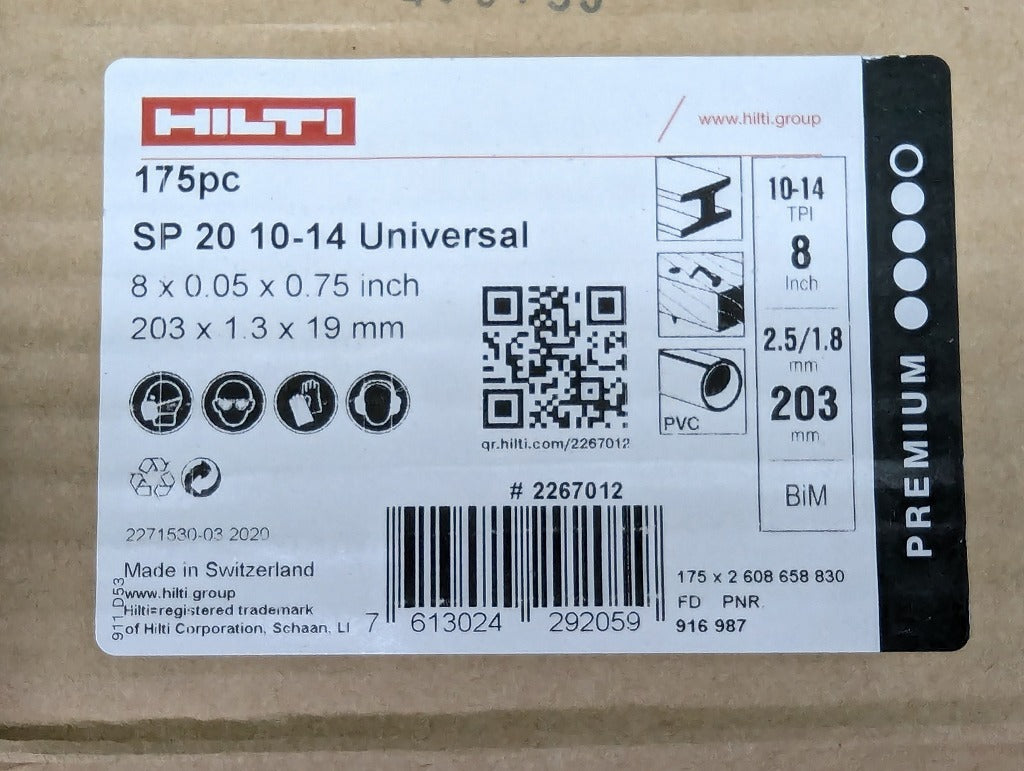 HILTI
www.hilti.group
175pc
SP 20 10-14 Universal
8 x 0.05 x 0.75 inch
203 x 1.3 x 19 mm
qr.hilti.com/2267012
PVC
10-14
TPI
8
Inch
2.5/1.8
mm
203
mm
BiM
PREMIUM
# 2267012
2271530-03 2020
Made in Switzerland
www.hilti group
Hilti=registered trademark
of Hilti Corporation, Schaan, LI
911_D_53
7 613024 292059
175 x 2 608 658 830
FD PNR.
916 987